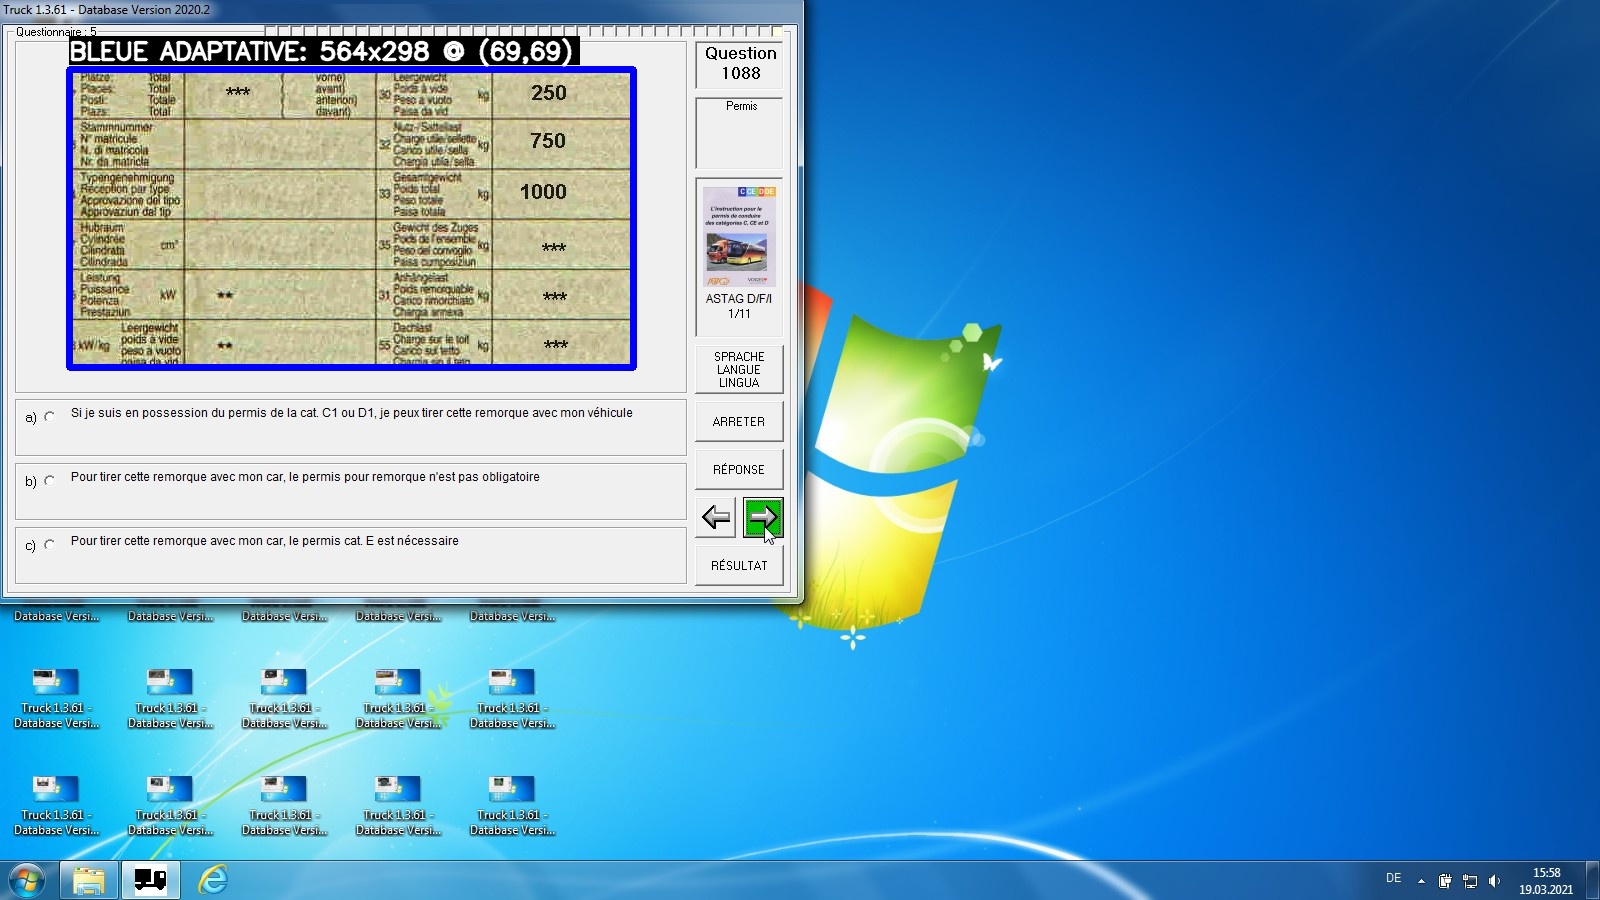 Truck 1.3.61 - Database Version 2020.2
Questionnaire : 5
BLEUE ADAPTATIVE: 564x298 @ (69,69)
Plätze: Total ( vorne)
Places: Total *** ( avant)
Posti: Totale ( anteriori)
Plazs: Total ( davant)
30 Leergewicht
Poids à vide
Peso a vuoto
Paisa da vid
kg 250
Stammnummer
N° matricule
N. di matricola
Nr. da matricla
32 Nutz-/Sattellast
Charge utile/sellette
Carico utile/sella
Chargia utila/sella
kg 750
Typengenehmigung
Réception par type
Approvazione del tipo
Approvaziun dal tip
33 Gesamtgewicht
Poids total
Peso totale
Paisa totala
kg 1000
Hubraum
Cylindrée
Cilindrata
Cilindrada
cm³
35 Gewicht des Zuges
Poids de l'ensemble
Peso del convoglio
Paisa cumposiziun
kg ***
Leistung
Puissance
Potenza
Prestaziun
kW **
31 Anhängelast
Poids remorquable
Carico rimorchiato
Chargia annexa
kg ***
kW/kg
Leergewicht
poids à vide
peso a vuoto
paisa da vid
**
55 Dachlast
Charge sur le toit
Carico sul tetto
Chargia sin il tetg
kg ***
Question
1088
Permis
C CE D DE
L'instruction pour le
permis de conduire
des catégories C, CE et D
ASTAG D/F/I
1/11
SPRACHE
LANGUE
LINGUA
ARRETER
RÉPONSE
RÉSULTAT
a) Si je suis en possession du permis de la cat. C1 ou D1, je peux tirer cette remorque avec mon véhicule
b) Pour tirer cette remorque avec mon car, le permis pour remorque n'est pas obligatoire
c) Pour tirer cette remorque avec mon car, le permis cat. E est nécessaire
Database Versi... Database Versi... Database Versi... Database Versi... Database Versi...
Truck 1.3.61 - Truck 1.3.61 - Truck 1.3.61 - Truck 1.3.61 - Truck 1.3.61 -
Database Versi... Database Versi... Database Versi... Database Versi... Database Versi...
Truck 1.3.61 - Truck 1.3.61 - Truck 1.3.61 - Truck 1.3.61 - Truck 1.3.61 -
Database Versi... Database Versi... Database Versi... Database Versi... Database Versi...
DE
15:58
19.03.2021